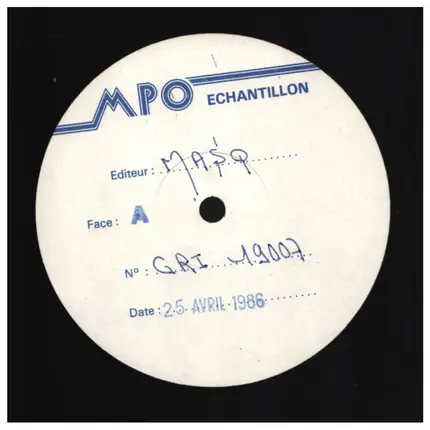 MPO ECHANTILLON
Editeur : MASQ
Face : A
N° : GRI 19007
Date : 25 AVRIL 1986